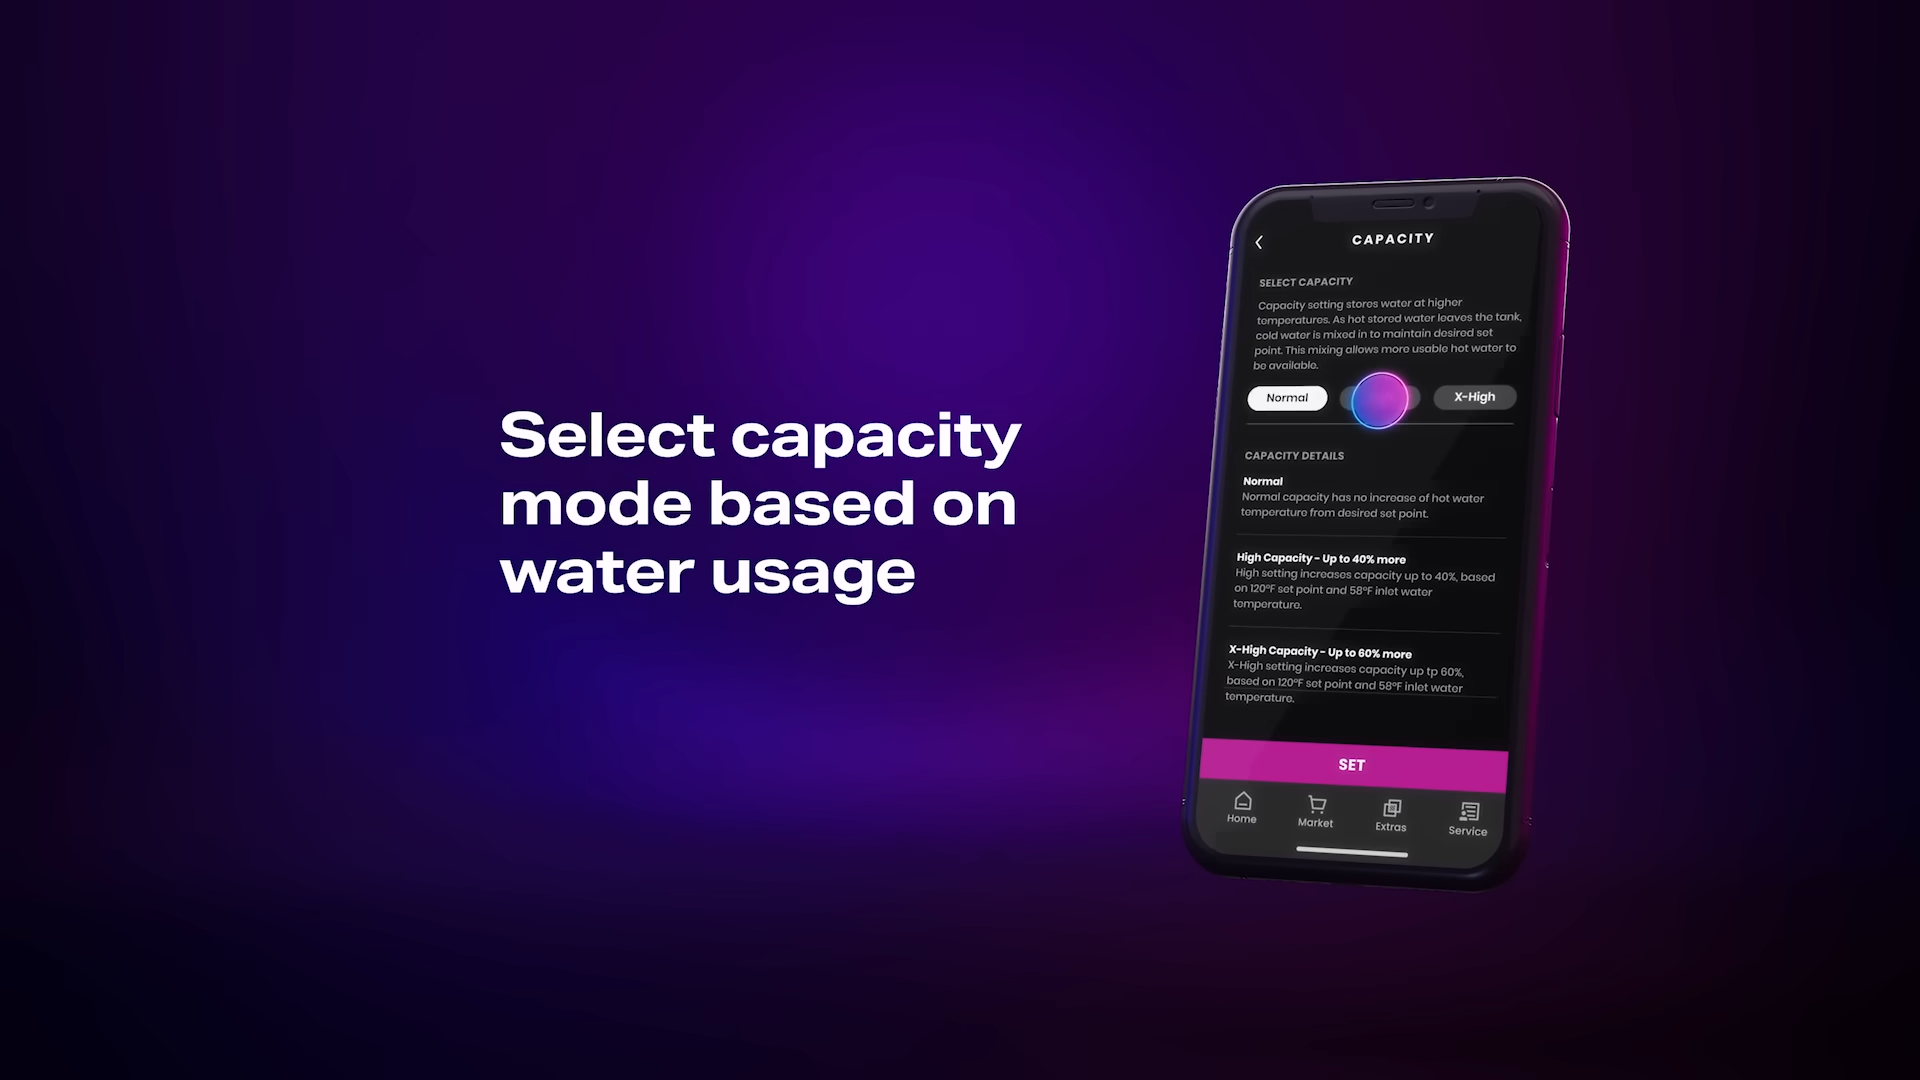 Select capacity
mode based on
water usage
CAPACITY
SELECT CAPACITY
Capacity setting stores water at higher
temperatures. As hot stored water leaves the tank,
cold water is mixed in to maintain desired set
point. This mixing allows more usable hot water to
be available.
Normal
X-High
CAPACITY DETAILS
Normal
Normal capacity has no increase of hot water
temperature from desired set point.
High Capacity - Up to 40% more
High setting increases capacity up to 40%, based
on 120°F set point and 58°F inlet water
temperature.
X-High Capacity - Up to 60% more
X-High setting increases capacity up tp 60%,
based on 120°F set point and 58°F inlet water
temperature.
SET
Home
Market
Extras
Service